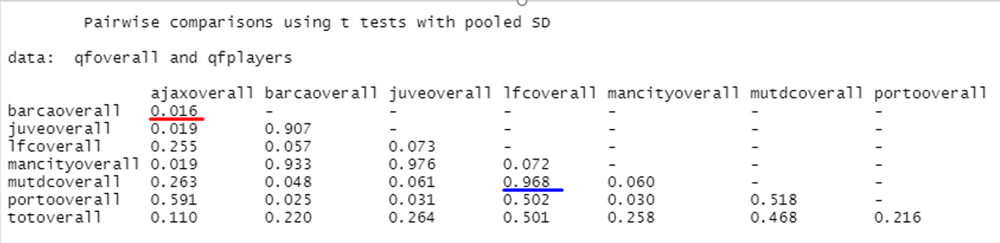 Pairwise comparisons using t tests with pooled SD
data:  qfoverall and qfplayers
ajaxoverall barcaoverall juveoverall lfcoverall mancityoverall mutdcoverall portooverall
barcaoverall 0.016 - - - - - -
juveoverall 0.019 0.907 - - - - -
lfcoverall 0.255 0.057 0.073 - - - -
mancityoverall 0.019 0.933 0.976 0.072 - - -
mutdcoverall 0.263 0.048 0.061 0.968 0.060 - -
portooverall 0.591 0.025 0.031 0.502 0.030 0.518 -
totoverall 0.110 0.220 0.264 0.501 0.258 0.468 0.216